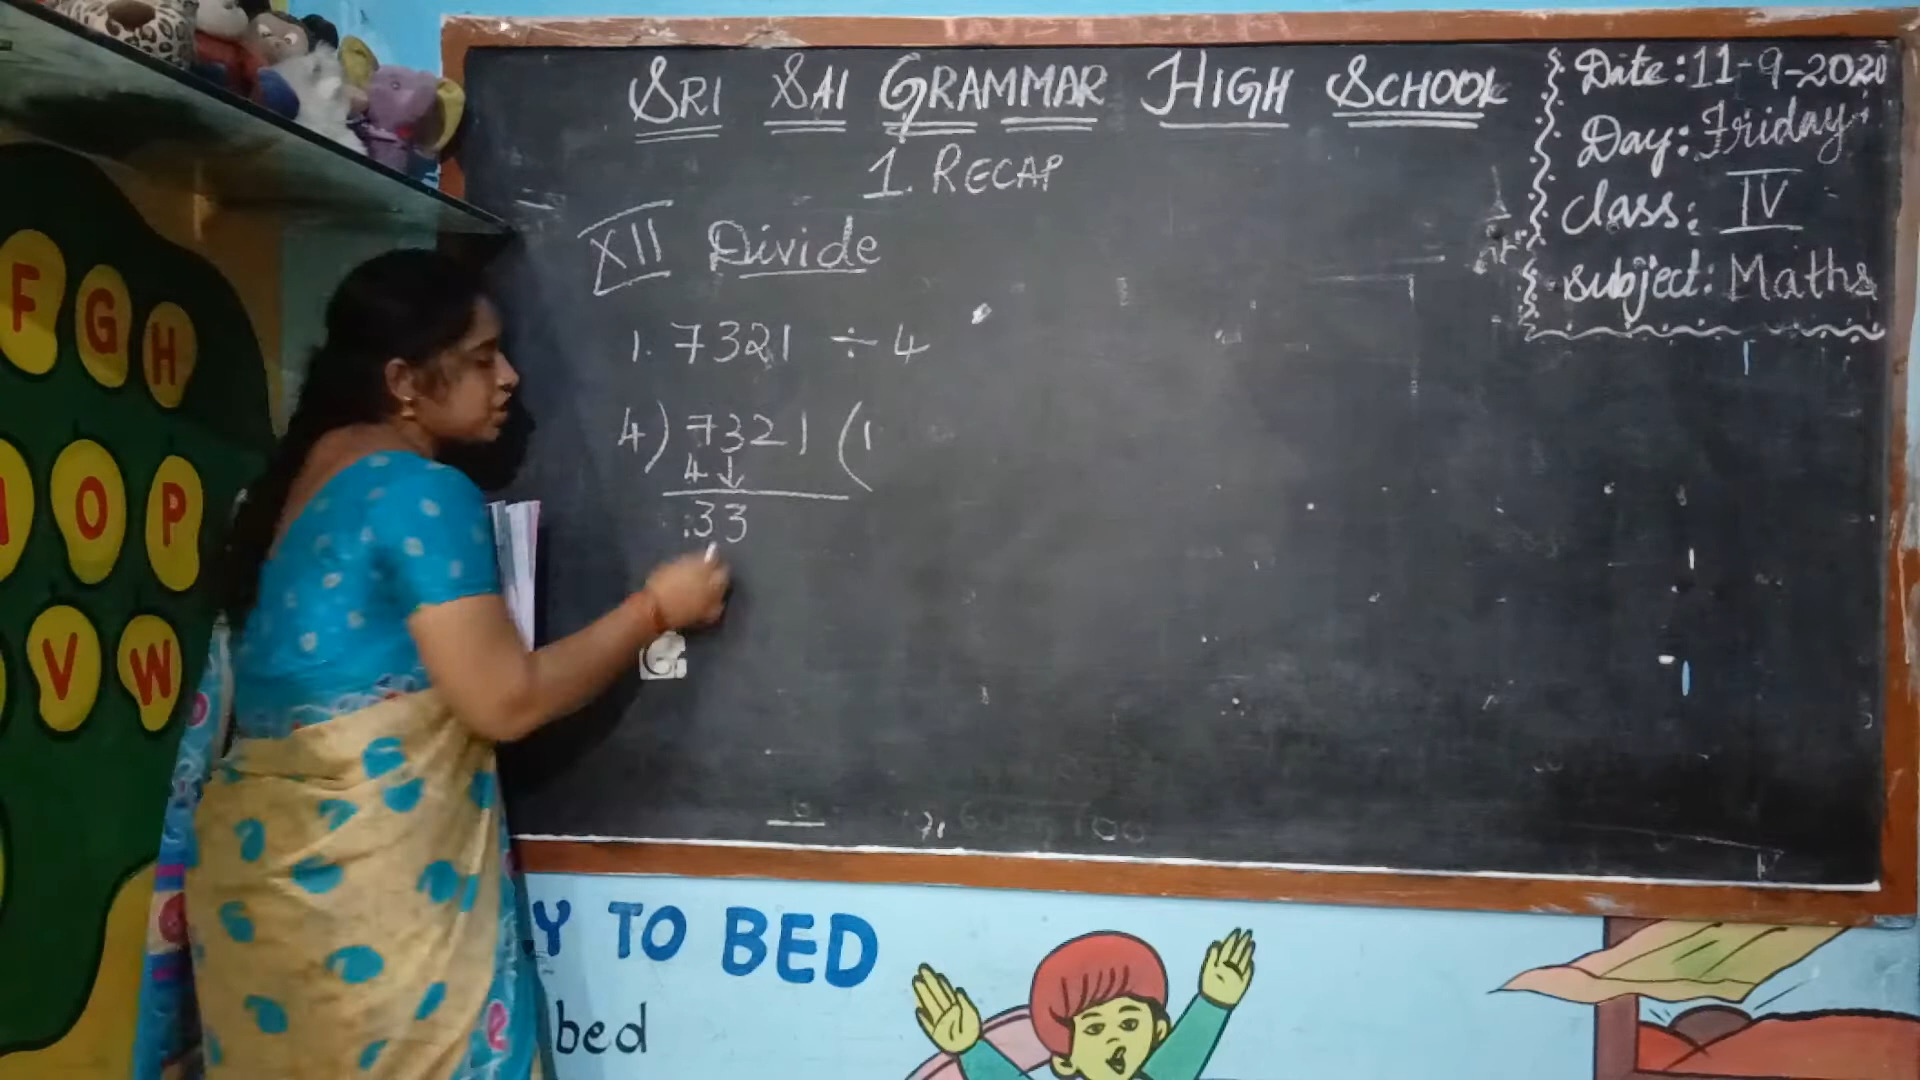 SRI SAI GRAMMAR HIGH SCHOOL
1. RECAP
Date: 11-9-2020
Day: Friday
Class: IV
Subject: Maths
XII Divide
1. 7321 ÷ 4
4) 7321 (1
4↓
33
F G H
O P
V W
TO BED
bed